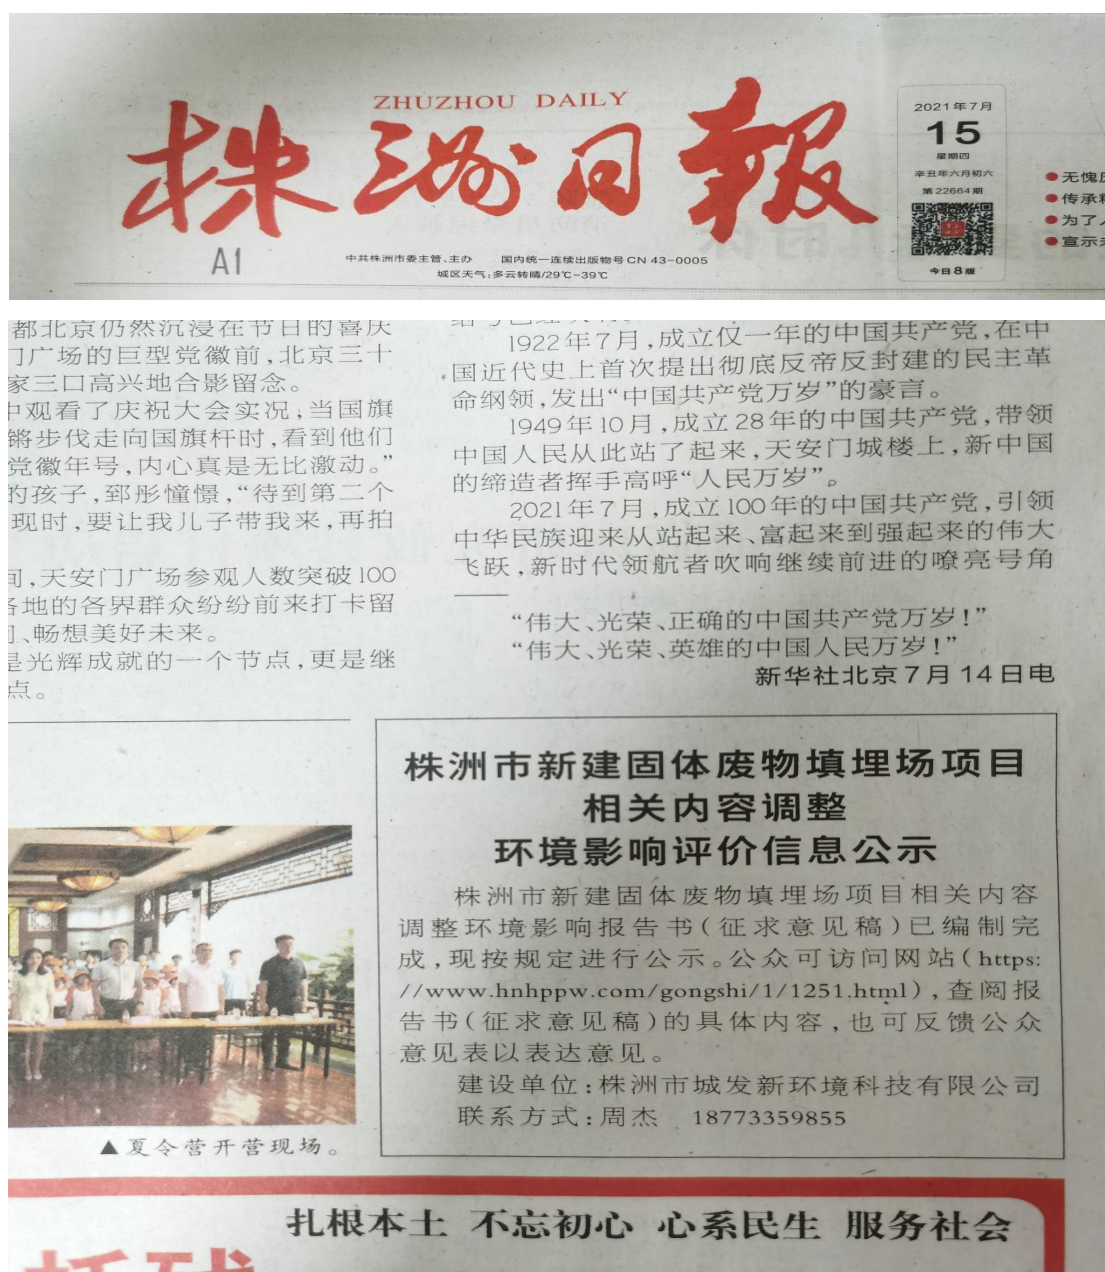 ZHUZHOU DAILY
株洲日報
A1
中共株洲市委主管、主办 国内统一连续出版物号CN 43-0005
城区天气:多云转晴/29℃-39℃
2021年7月
15
星期四
辛丑年六月初六
第22664期
今日8版
●无愧
●传承
●为了
●宣示
都北京仍然沉浸在节日的喜庆
门广场的巨型党徽前,北京三十
家三口高兴地合影留念。
中观看了庆祝大会实况;当国旗
锵步伐走向国旗杆时,看到他们
党徽年号,内心真是无比激动。”
的孩子,郅彤憧憬,“待到第二个
现时,要让我儿子带我来,再拍
间,天安门广场参观人数突破100
各地的各界群众纷纷前来打卡留
、畅想美好未来。
是光辉成就的一个节点,更是继
点。
1922年7月,成立仅一年的中国共产党,在中
国近代史上首次提出彻底反帝反封建的民主革
命纲领,发出“中国共产党万岁”的豪言。
1949年10月,成立28年的中国共产党,带领
中国人民从此站了起来,天安门城楼上,新中国
的缔造者挥手高呼“人民万岁”。
2021年7月,成立100年的中国共产党,引领
中华民族迎来从站起来、富起来到强起来的伟大
飞跃,新时代领航者吹响继续前进的嘹亮号角
——
“伟大、光荣、正确的中国共产党万岁!”
“伟大、光荣、英雄的中国人民万岁!”
新华社北京7月14日电
株洲市新建固体废物填埋场项目
相关内容调整
环境影响评价信息公示
株洲市新建固体废物填埋场项目相关内容
调整环境影响报告书(征求意见稿)已编制完
成,现按规定进行公示。公众可访问网站(https:
//www.hnhppw.com/gongshi/1/1251.html),查阅报
告书(征求意见稿)的具体内容,也可反馈公众
意见表以表达意见。
建设单位:株洲市城发新环境科技有限公司
联系方式:周杰 18773359855
▲夏令营开营现场。
扎根本土 不忘初心 心系民生 服务社会